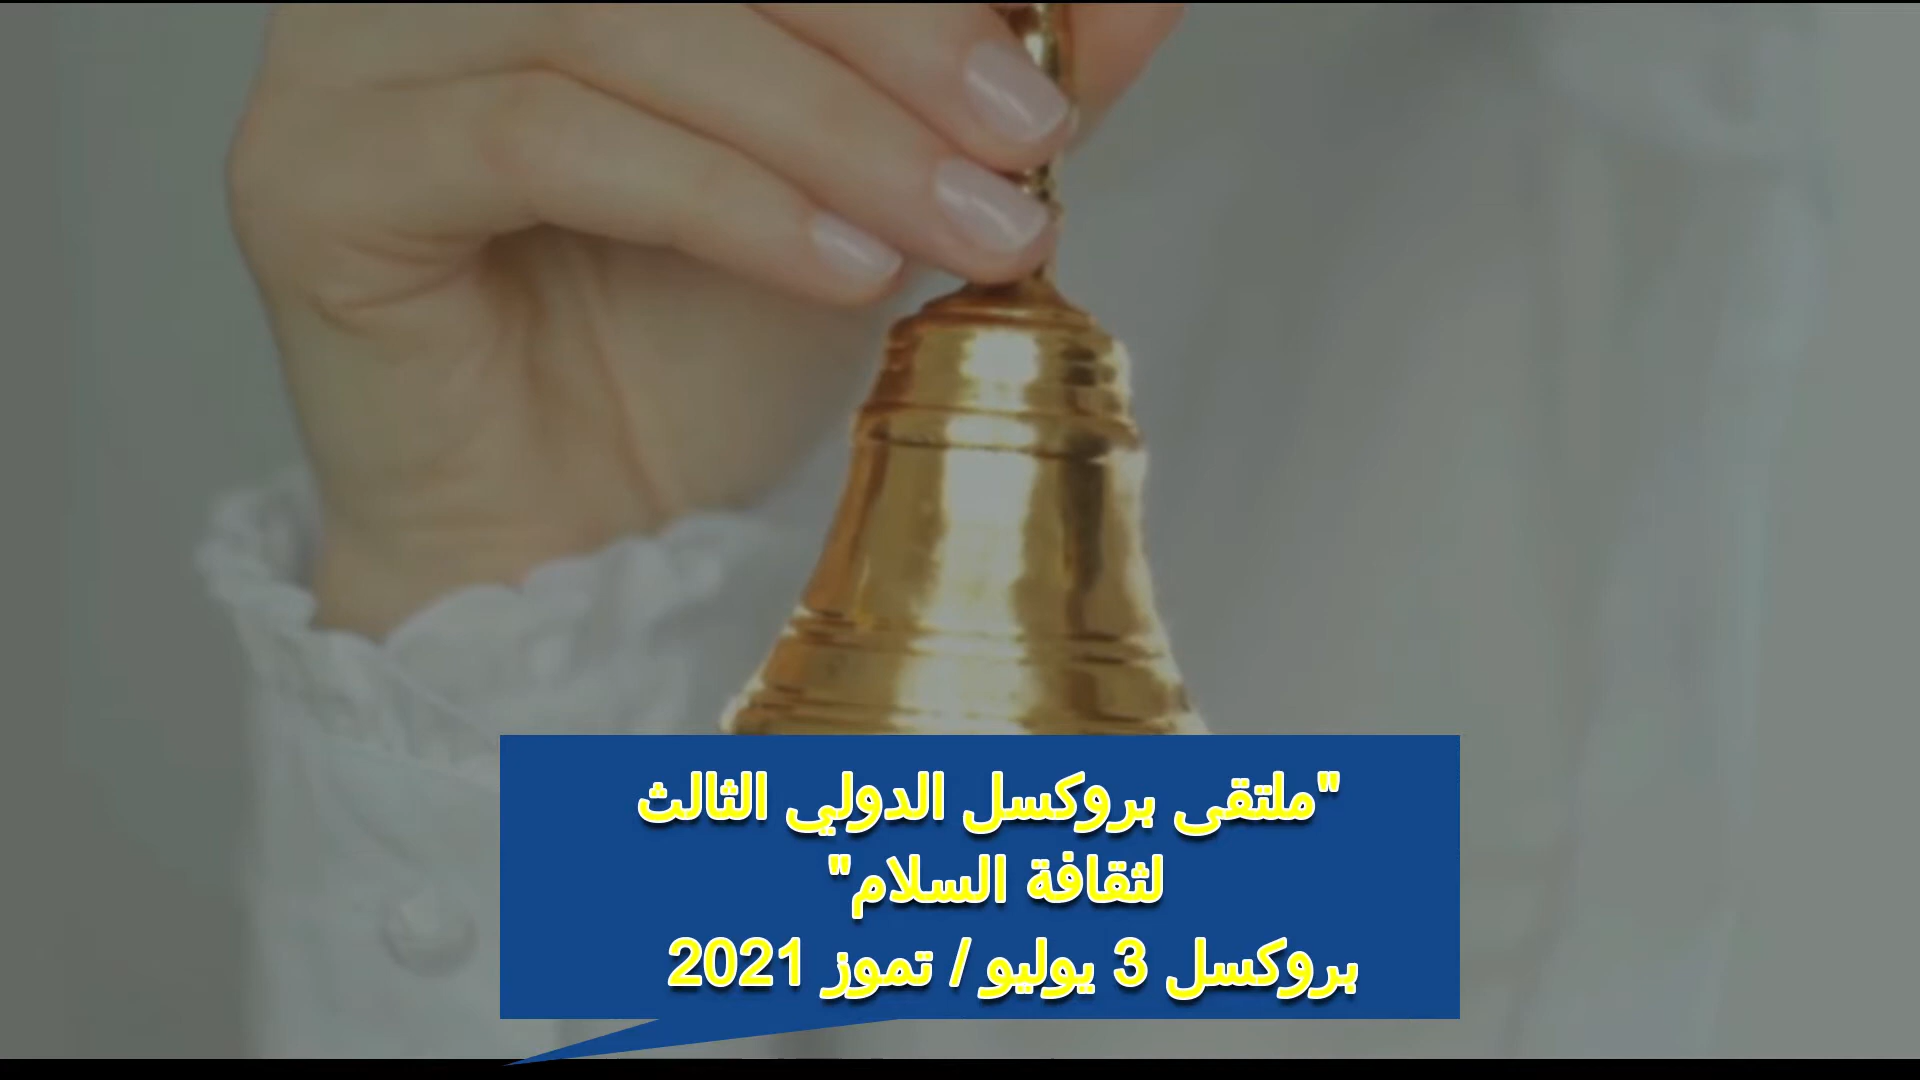 "ملتقى بروكسل الدولي الثالث
لثقافة السلام"
بروكسل 3 يوليو / تموز 2021